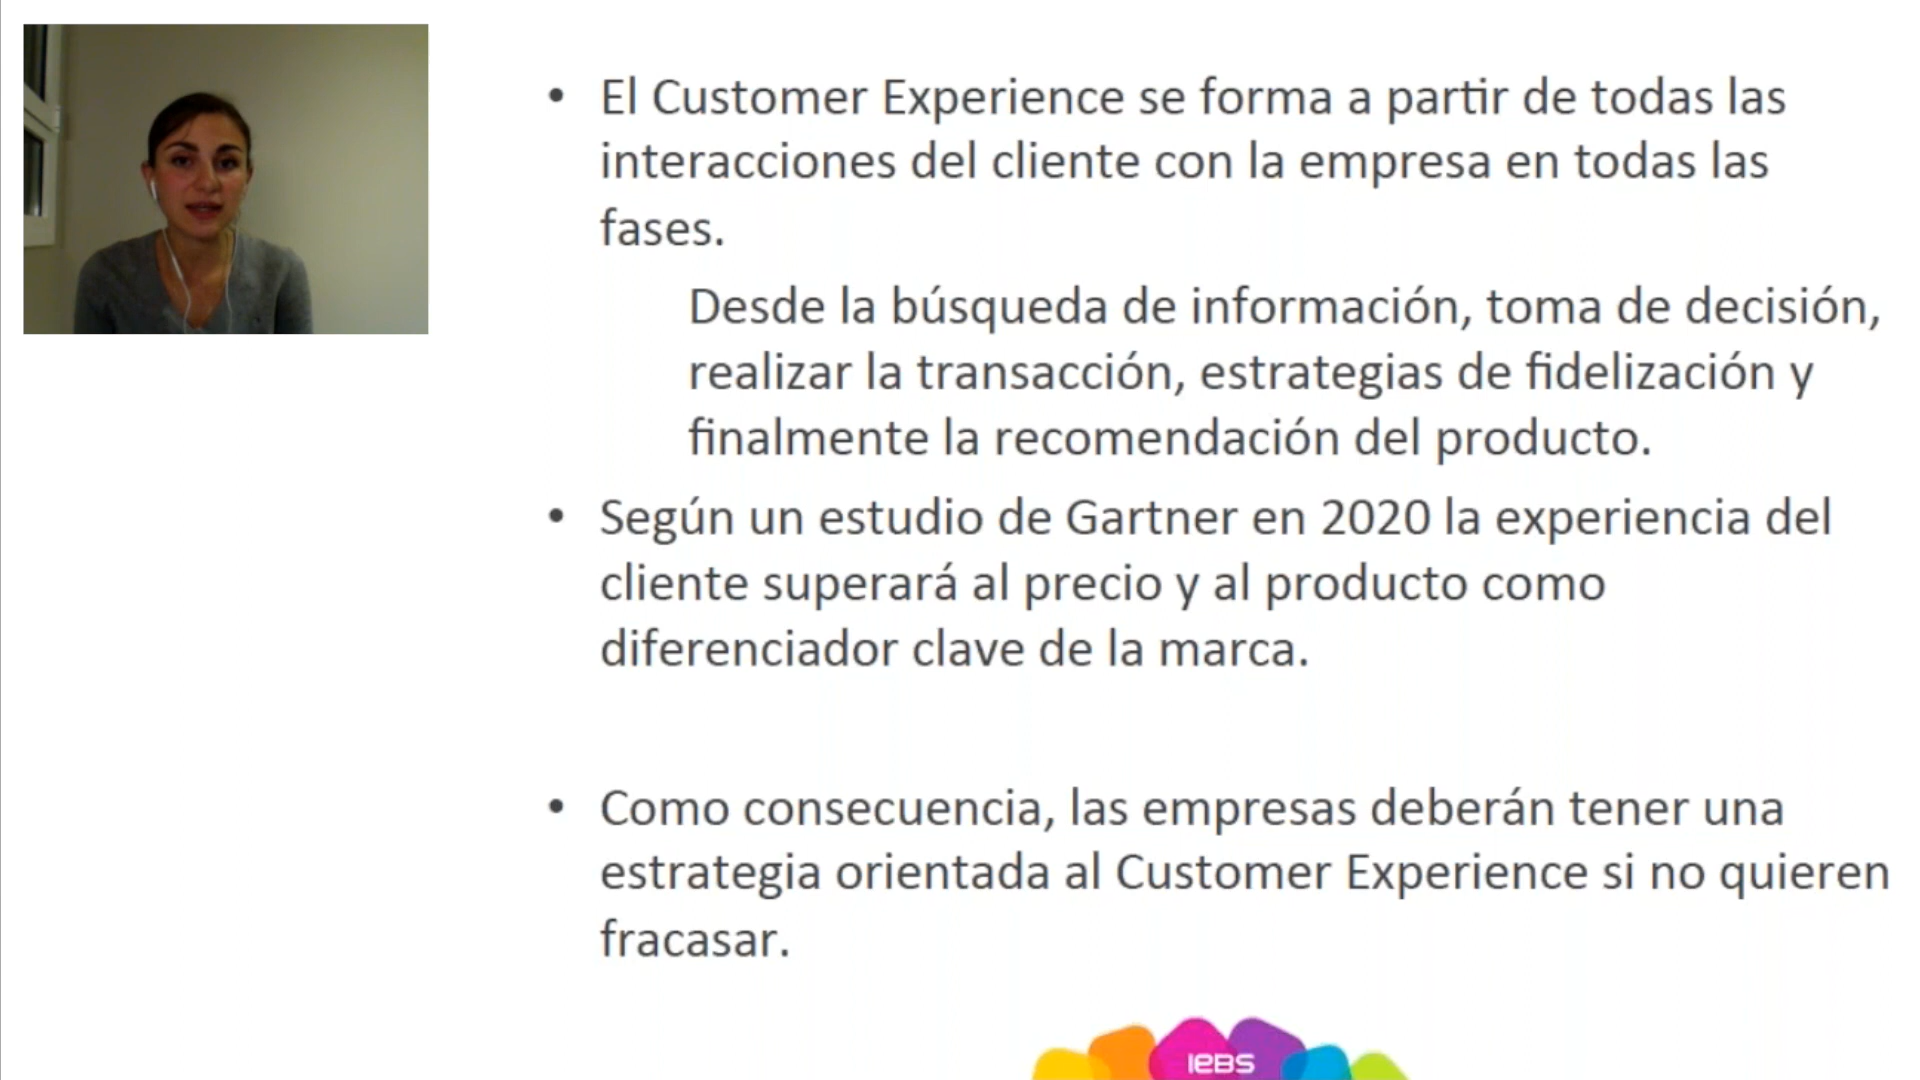 • El Customer Experience se forma a partir de todas las
interacciones del cliente con la empresa en todas las
fases.
Desde la búsqueda de información, toma de decisión,
realizar la transacción, estrategias de fidelización y
finalmente la recomendación del producto.
• Según un estudio de Gartner en 2020 la experiencia del
cliente superará al precio y al producto como
diferenciador clave de la marca.
• Como consecuencia, las empresas deberán tener una
estrategia orientada al Customer Experience si no quieren
fracasar.
IEBS